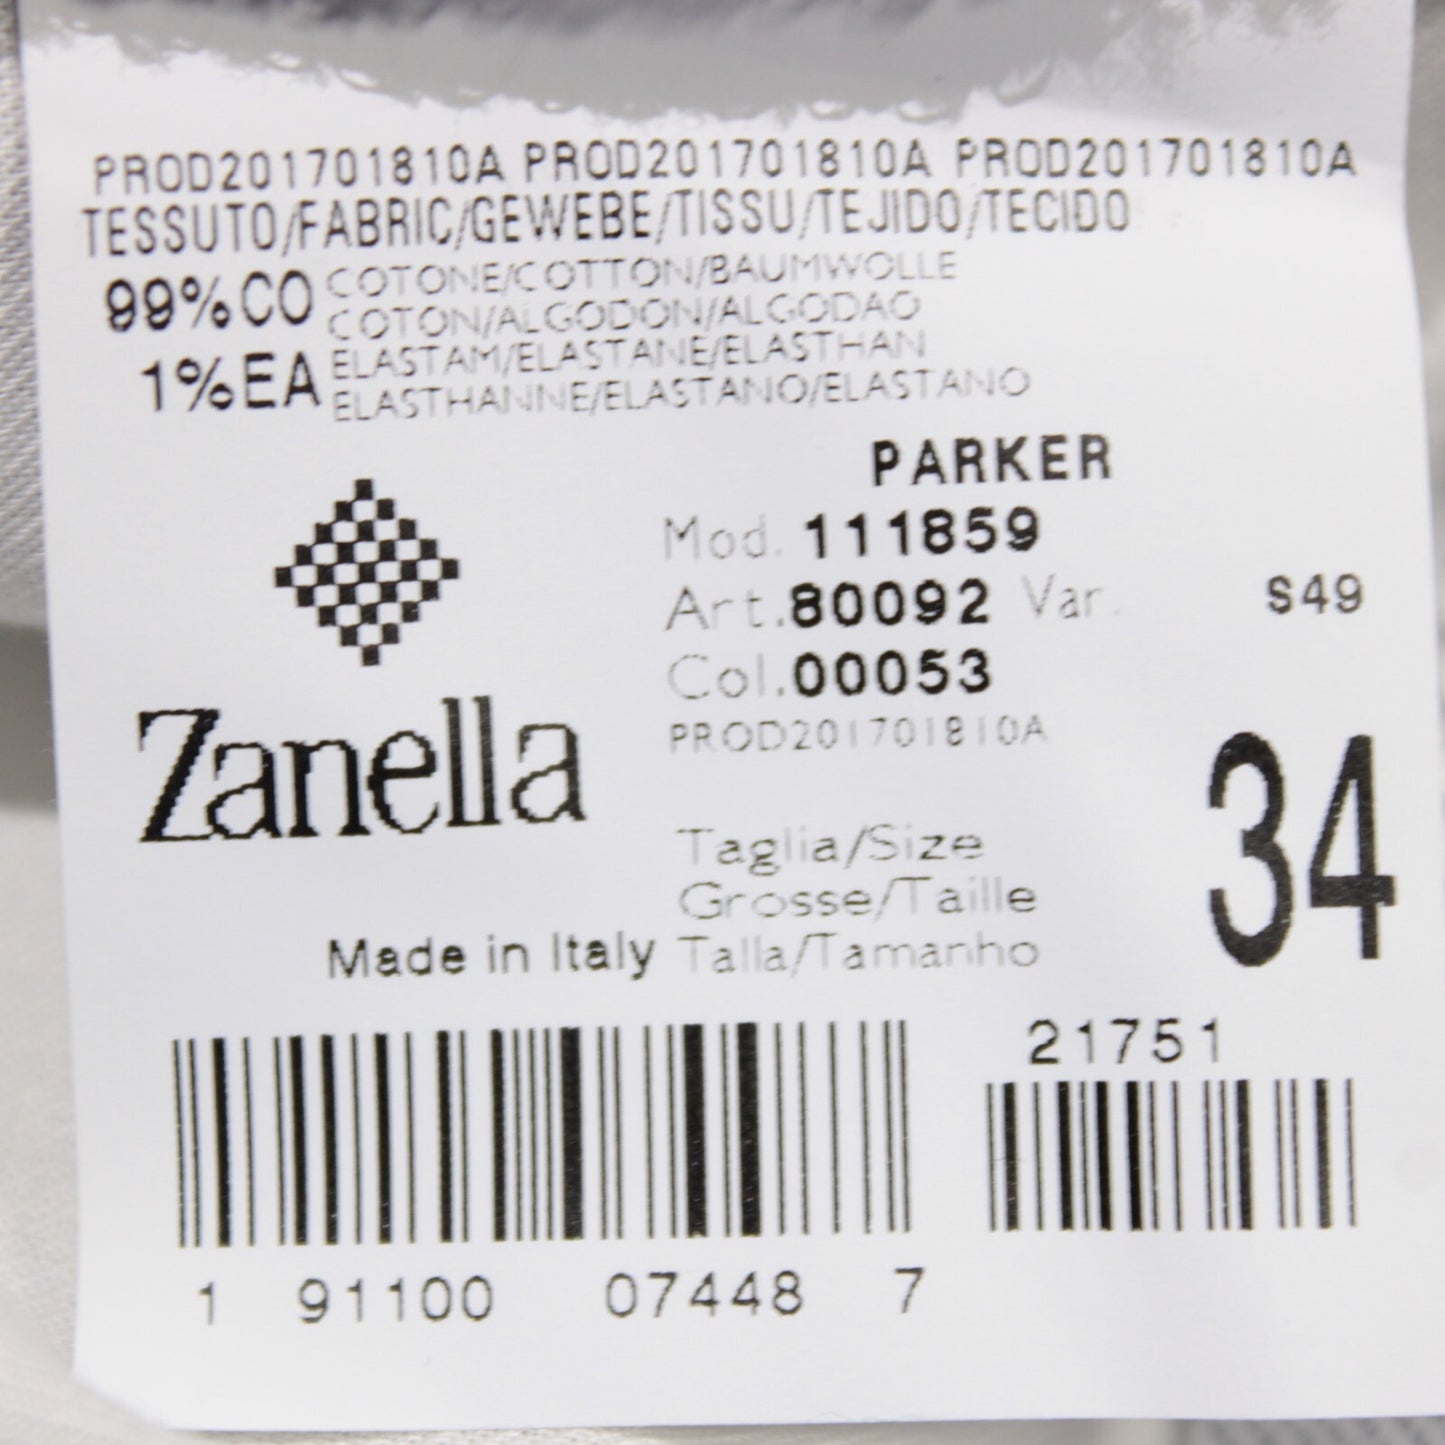 PROD201701810A PROD201701810A PROD201701810A
TESSUTO/FABRIC/GEWEBE/TISSU/TEJIDO/TECIDO
99%CO COTONE/COTTON/BAUMWOLLE
COTON/ALGODON/ALGODAO
1%EA ELASTAM/ELASTANE/ELASTHAN
ELASTHANNE/ELASTANO/ELASTANO
PARKER
Mod. 111859
Art.80092 Var. S49
Col.00053
PROD201701810A
Zanella
34
Taglia/Size
Grosse/Taille
Made in Italy Talla/Tamanho
21751
1 91100 07448 7